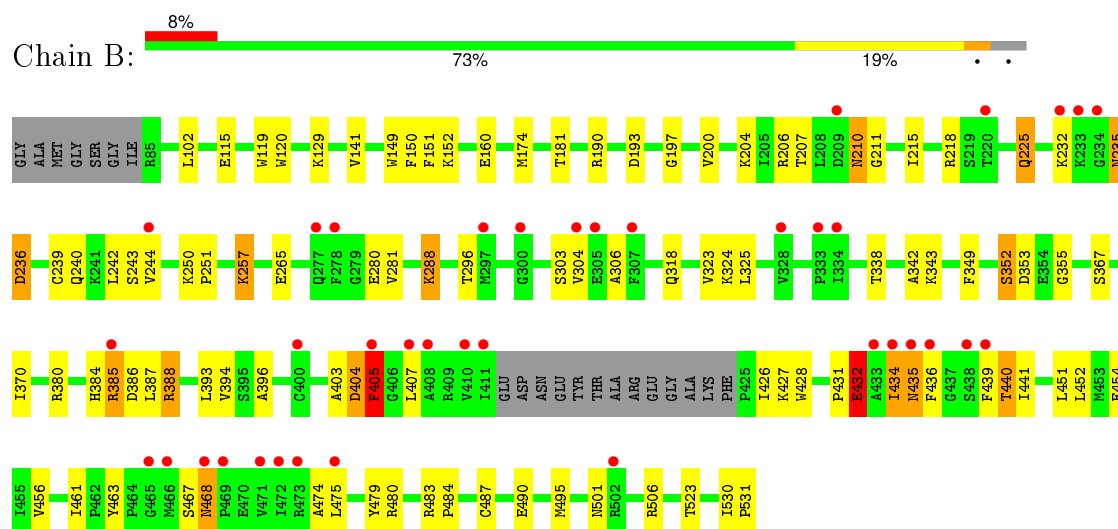 8%
Chain B:
73% 19% • •
GLY ALA MET GLY SER GLY ILE R85 L102 E115 W119 W120 K129 V141 W149 F150 F151 K152 E160 M174 T181 R190 D193 G197 V200 K204 I205 R206 T207 L208 D209 N210 G211 I215 R218 S219 T220 Q225 K232 K233 G234 N235
D236 C239 Q240 K241 L242 S243 V244 K250 P251 K257 E265 Q277 F278 G279 E280 V281 K288 T296 M297 G300 S303 V304 E305 A306 F307 Q318 V323 K324 L325 V328 P333 I334 T338 A342 K343 F349 S352 D353 E354 G355 S367
I370 R380 H384 R385 D386 L387 R388 L393 V394 S395 A396 C400 A403 D404 F405 G406 L407 A408 R409 V410 I411 GLU ASP ASN GLU TYR THR ALA ARG GLU GLY ALA LYS PHE P425 I426 K427 W428 P431 E432 A433 I434 N435 F436 G437 S438 F439 T440 I441 L451 L452 M453 F454
I455 V456 I461 P462 Y463 P464 G465 M466 S467 N468 P469 E470 V471 I472 R473 A474 L475 Y479 R480 R483 P484 C487 E490 M495 N501 R502 R506 T523 I530 P531